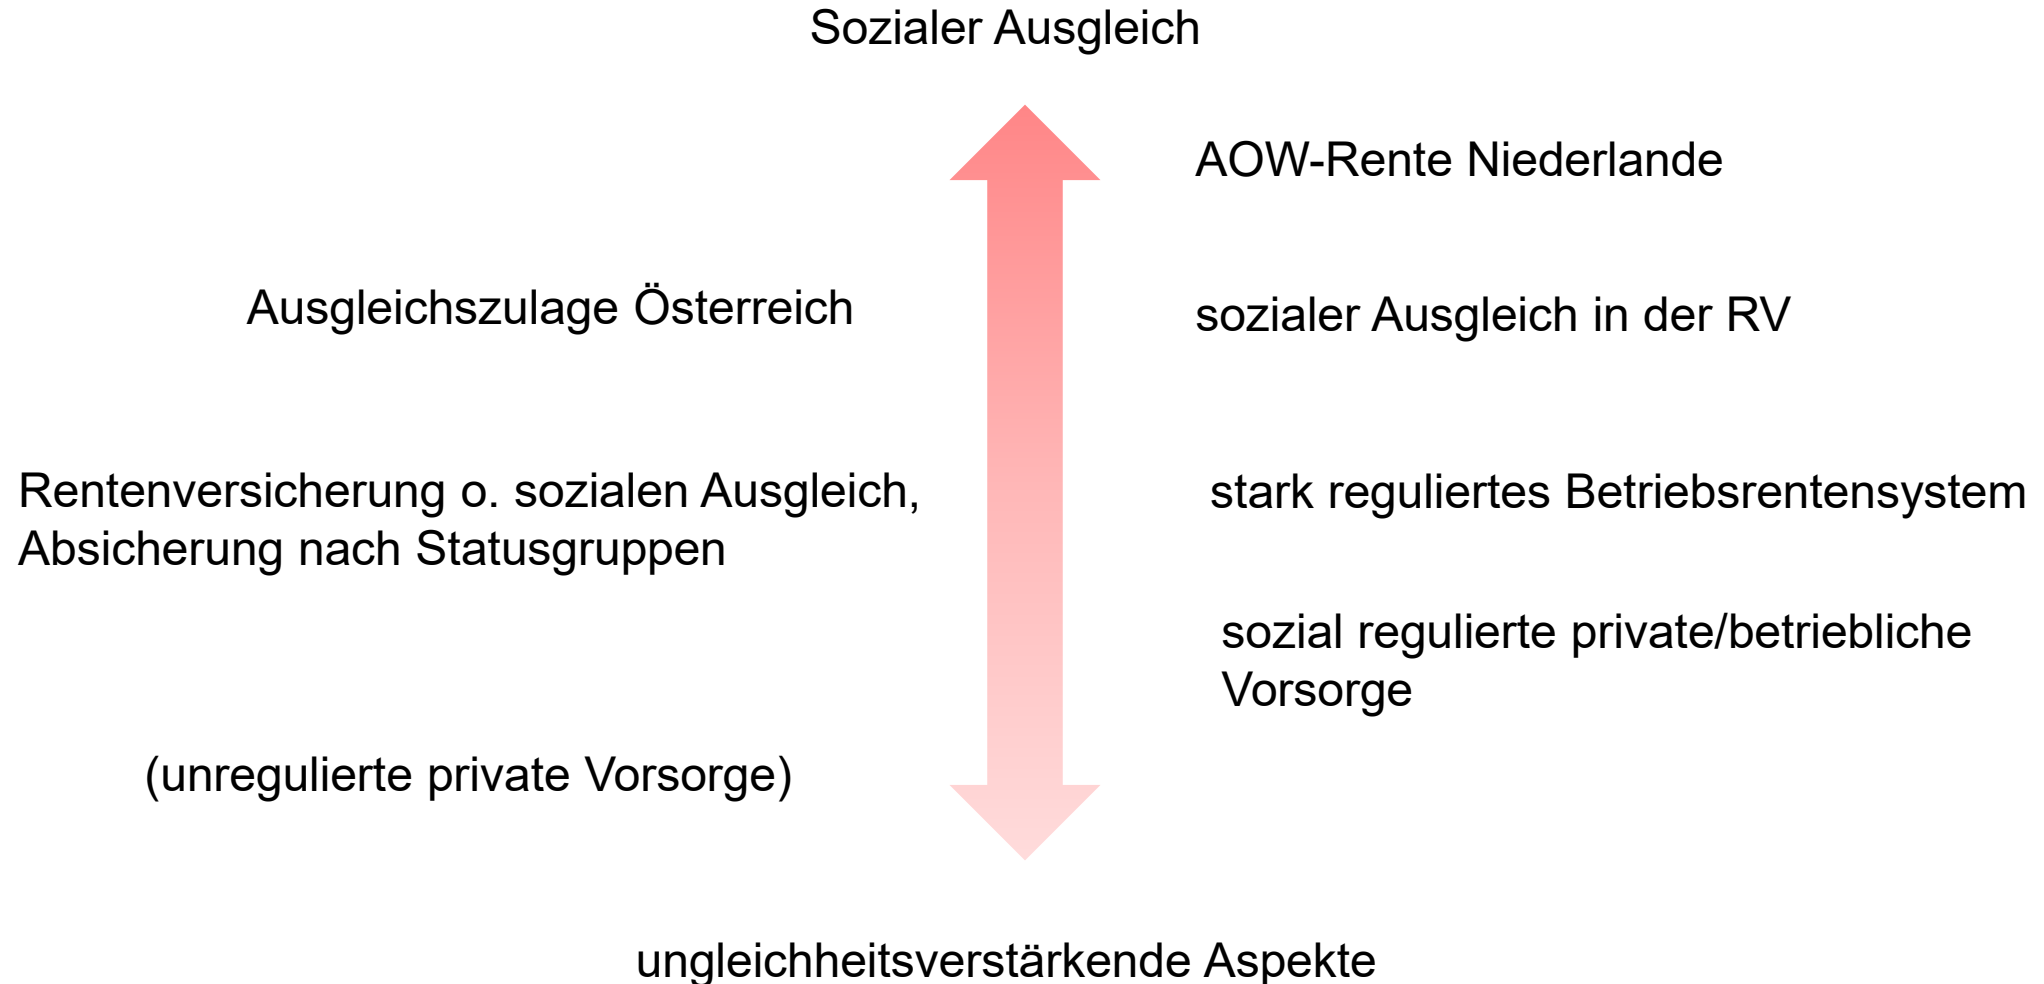 Sozialer Ausgleich
AOW-Rente Niederlande
Ausgleichszulage Österreich
sozialer Ausgleich in der RV
Rentenversicherung o. sozialen Ausgleich,
Absicherung nach Statusgruppen
stark reguliertes Betriebsrentensystem
sozial regulierte private/betriebliche
Vorsorge
(unregulierte private Vorsorge)
ungleichheitsverstärkende Aspekte